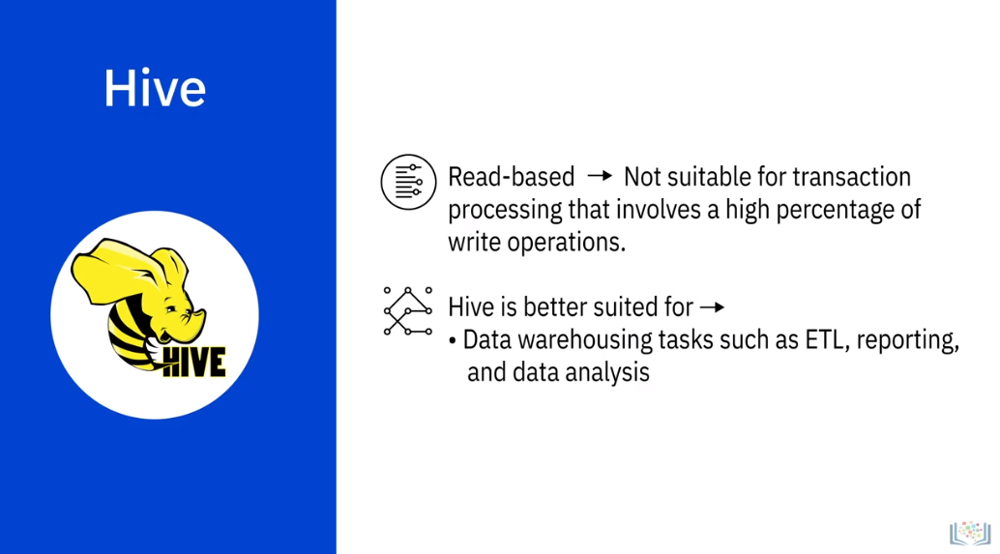 Hive
HIVE
Read-based → Not suitable for transaction
processing that involves a high percentage of
write operations.
Hive is better suited for →
• Data warehousing tasks such as ETL, reporting,
and data analysis